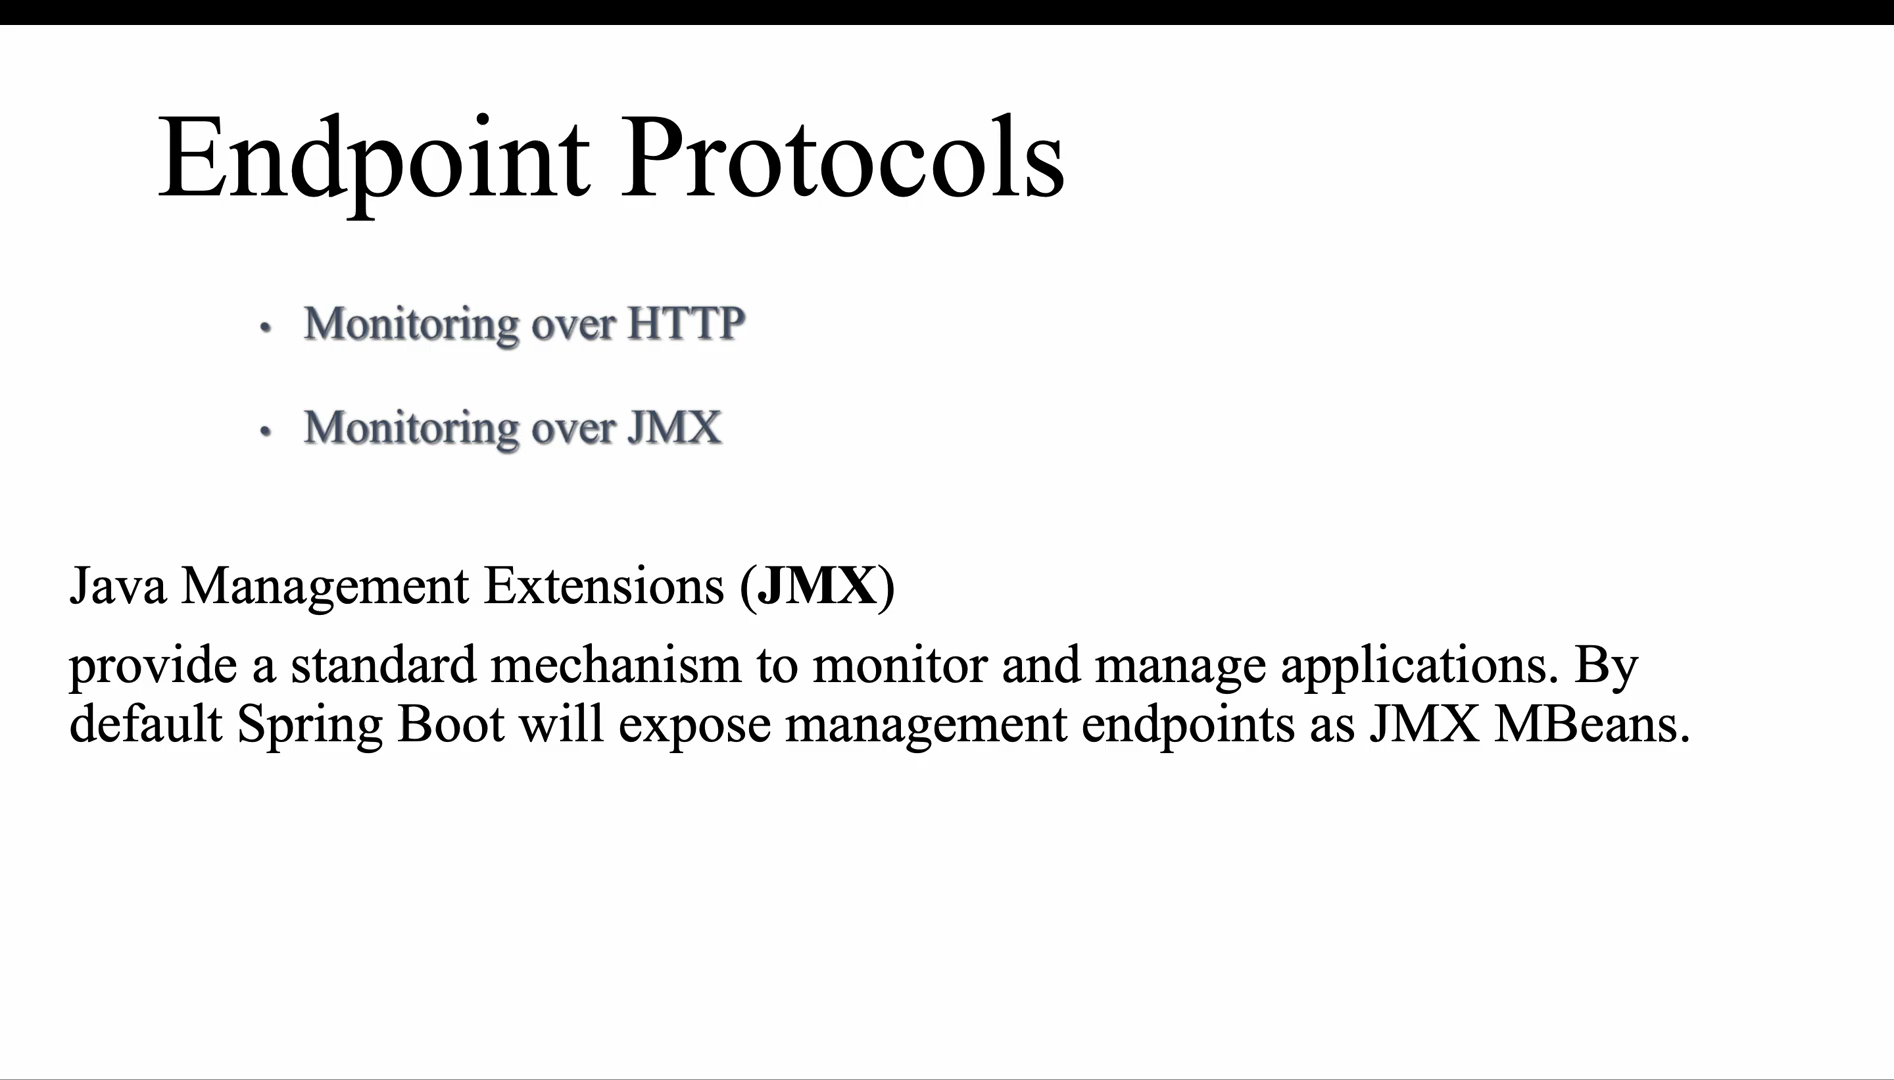 Endpoint Protocols
• Monitoring over HTTP
• Monitoring over JMX
Java Management Extensions (JMX)
provide a standard mechanism to monitor and manage applications. By
default Spring Boot will expose management endpoints as JMX MBeans.